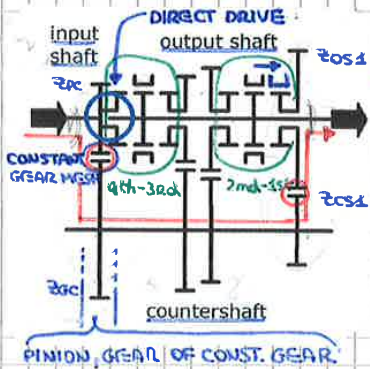 DIRECT DRIVE
input
shaft
output shaft
ZOS1
ZPC
CONSTANT
GEAR MESH
4th-3rd
2nd-1st
ZCS1
ZGC
countershaft
PINION, GEAR OF CONST. GEAR